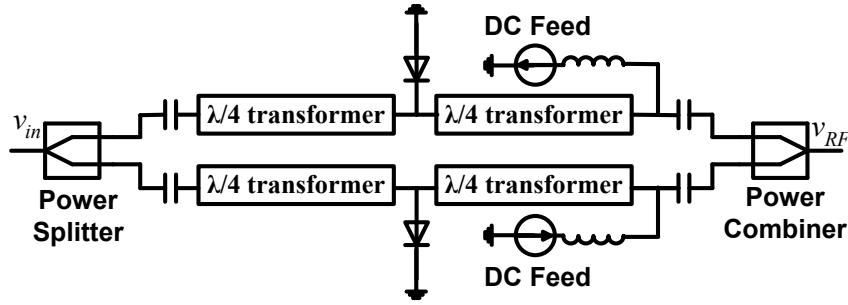 DC Feed
λ/4 transformer λ/4 transformer
v_in v_RF
λ/4 transformer λ/4 transformer
Power Power
Splitter Combiner
DC Feed